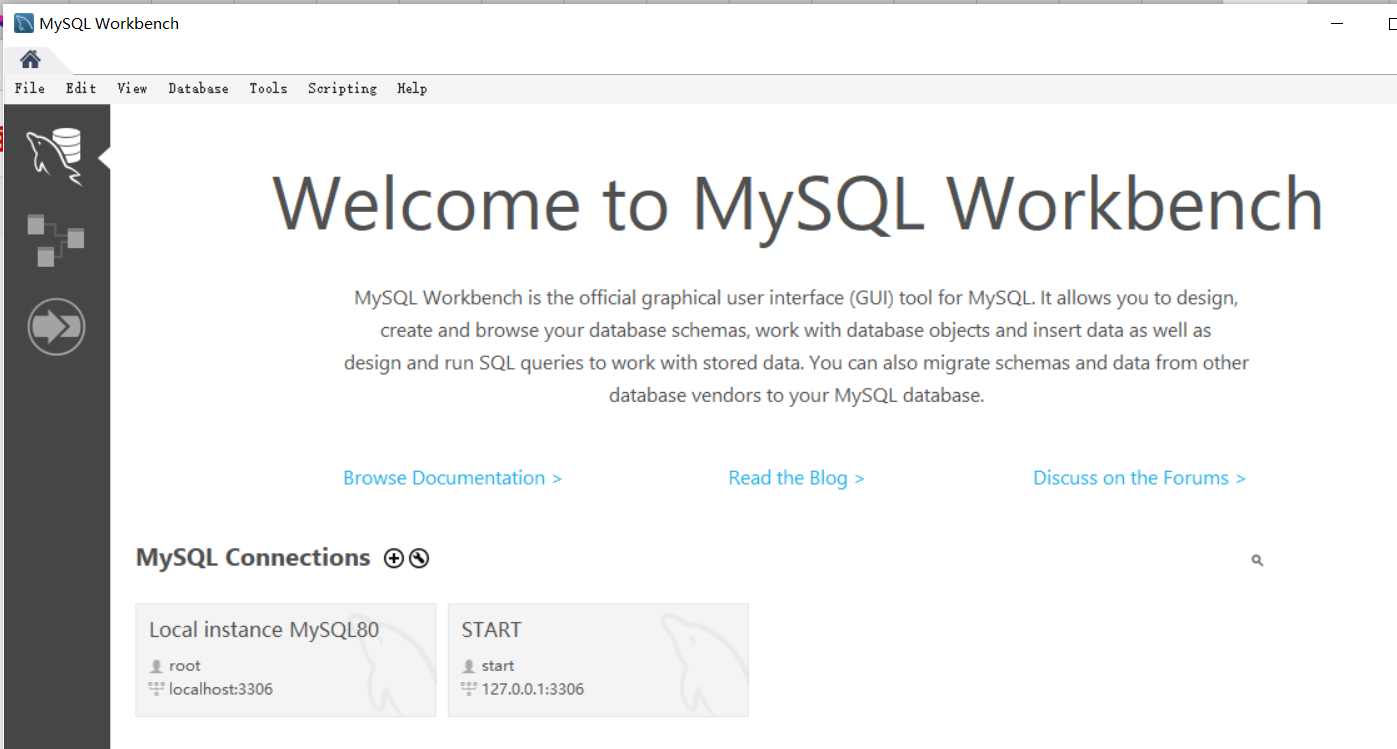 MySQL Workbench
File Edit View Database Tools Scripting Help
Welcome to MySQL Workbench
MySQL Workbench is the official graphical user interface (GUI) tool for MySQL. It allows you to design,
create and browse your database schemas, work with database objects and insert data as well as
design and run SQL queries to work with stored data. You can also migrate schemas and data from other
database vendors to your MySQL database.
Browse Documentation > Read the Blog > Discuss on the Forums >
MySQL Connections
Local instance MySQL80
root
localhost:3306
START
start
127.0.0.1:3306